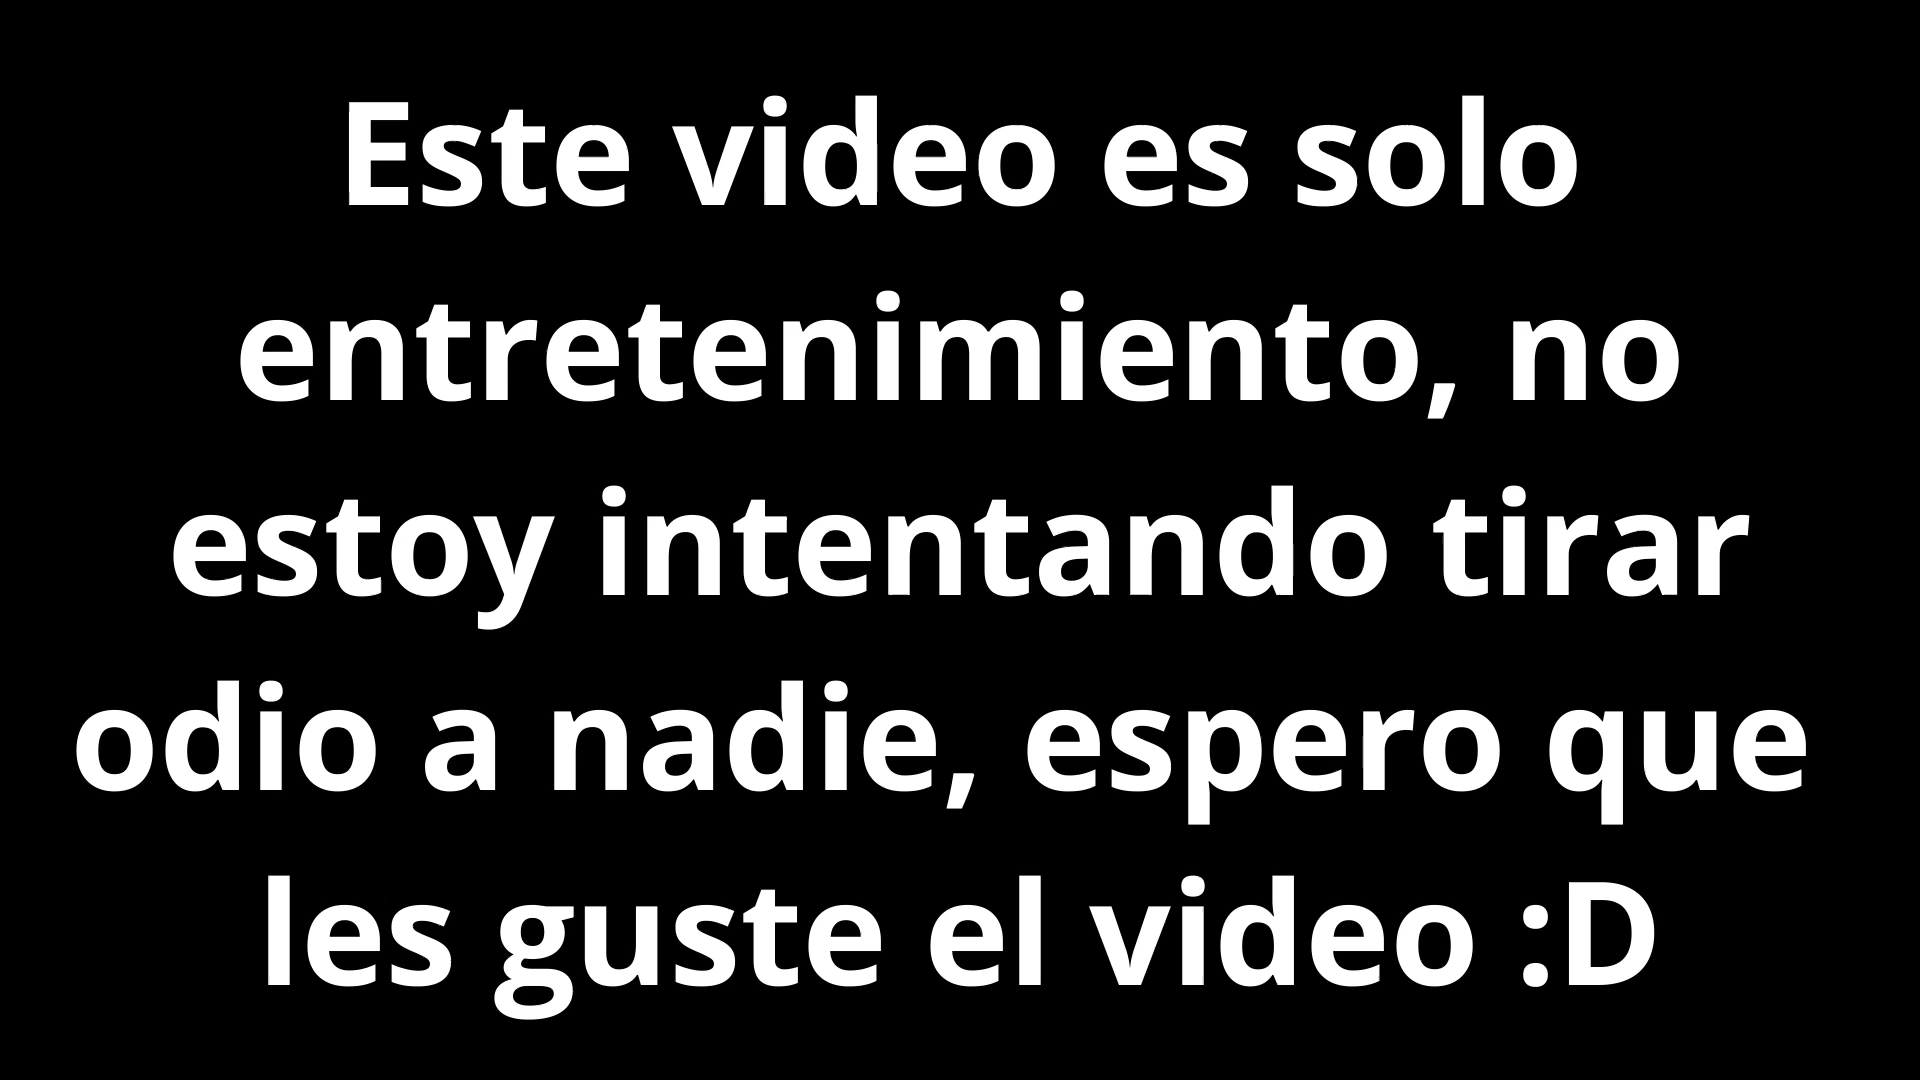 Este video es solo
entretenimiento, no
estoy intentando tirar
odio a nadie, espero que
les guste el video :D